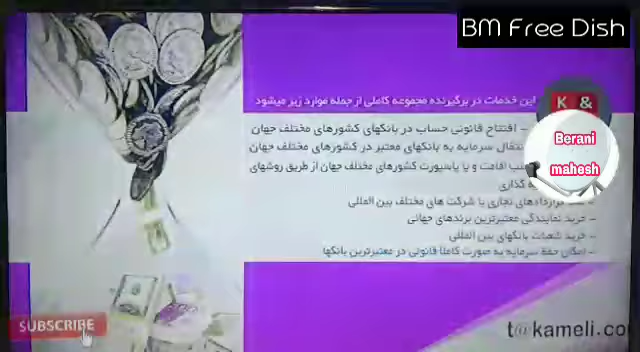 BM Free Dish
این خدمات در برگیرنده مجموعه کاملی از جمله موارد زیر میشود
K &
- افتتاح قانونی حساب در بانکهای کشورهای مختلف جهان
انتقال سرمایه به بانکهای معتبر در کشورهای مختلف جهان
Berani
اقامت و یا پاسپورت کشورهای مختلف جهان از طریق روشهای
mahesh
گذاری
قراردادهای تجاری با شرکت های مختلف بین المللی
- خرید نمایندگی معتبرترین برندهای جهانی
- خرید شعبات بانکهای بین المللی
- امکان حفظ سرمایه به صورت کاملا قانونی در معتبرترین بانکها
SUBSCRIBE
t@kameli.co